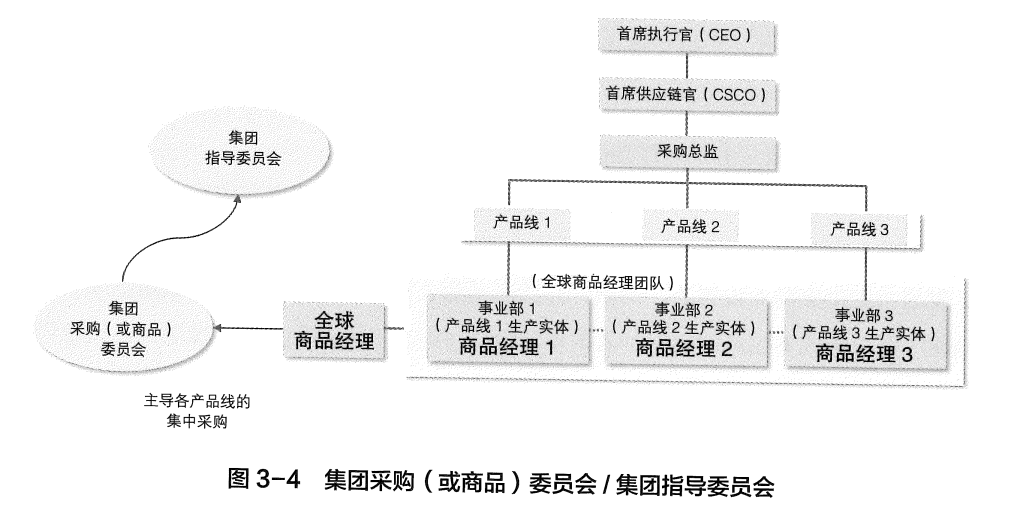 首席执行官（CEO）
首席供应链官（CSCO）
采购总监
集团
指导委员会
产品线 1
产品线 2
产品线 3
（全球商品经理团队）
集团
采购（或商品）
委员会
全球
商品经理
事业部 1
（产品线 1 生产实体）
商品经理 1
事业部 2
（产品线 2 生产实体）
商品经理 2
事业部 3
（产品线 3 生产实体）
商品经理 3
主导各产品线的
集中采购
图 3-4 集团采购（或商品）委员会 / 集团指导委员会